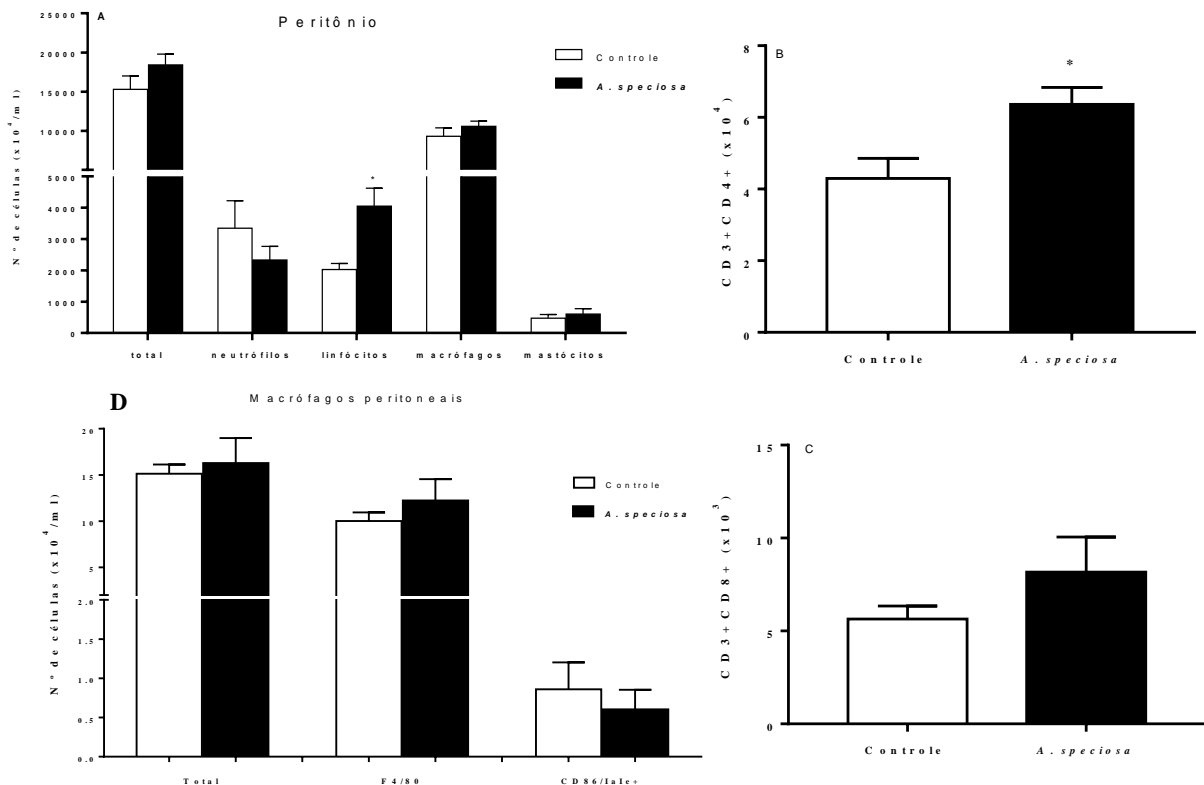 A
Peritônio
Nº de células (x10⁴/ml)
25000
20000
15000
10000
5000
4000
3000
2000
1000
0
Controle
A. speciosa
*
total
neutrófilos
linfócitos
macrófagos
mastócitos
B
CD3+CD4+ (x10⁴)
8
6
4
2
0
*
Controle
A. speciosa
D
Macrófagos peritoneais
Nº de células (x10⁴/ml)
20
15
10
5
2.0
1.5
1.0
0.5
0.0
Controle
A. speciosa
Total
F4/80
CD86/IaIe+
C
CD3+CD8+ (x10³)
15
10
5
0
Controle
A. speciosa